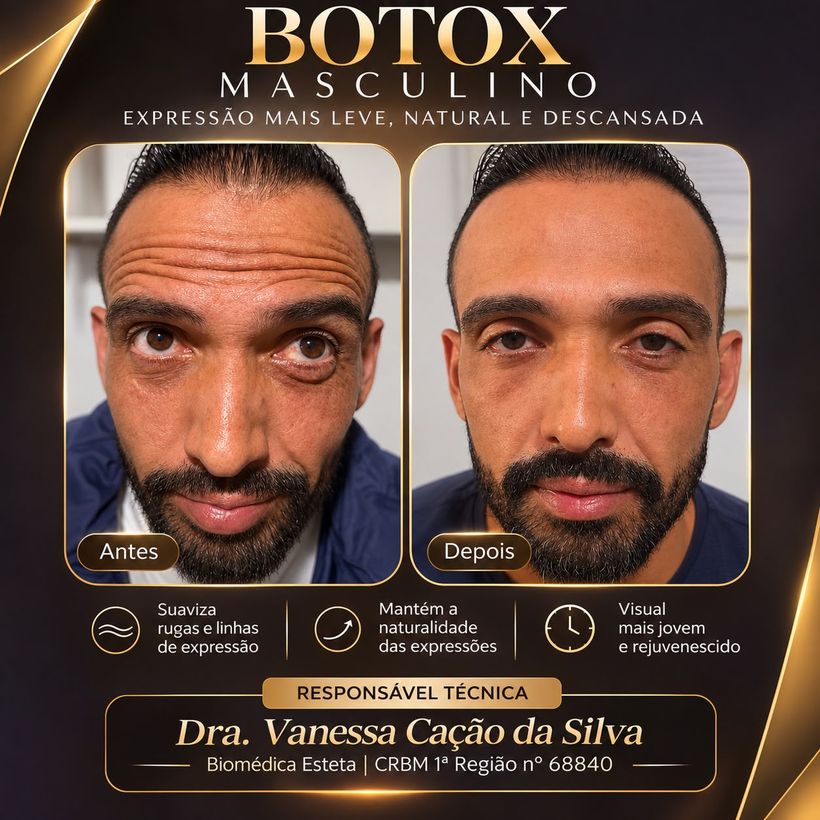 BOTOX
MASCULINO
EXPRESSÃO MAIS LEVE, NATURAL E DESCANSADA
Antes
Depois
Suaviza
rugas e linhas
de expressão
Mantém a
naturalidade
das expressões
Visual
mais jovem
e rejuvenescido
RESPONSÁVEL TÉCNICA
Dra. Vanessa Cação da Silva
Biomédica Esteta | CRBM 1ª Região nº 68840